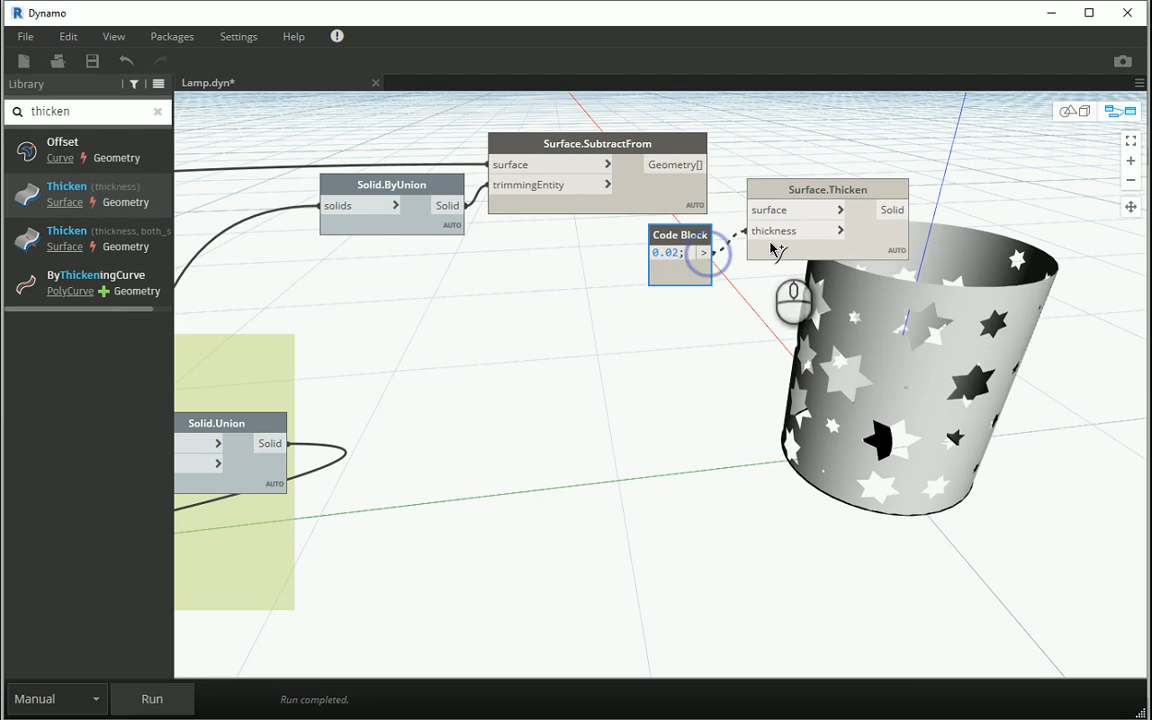 Dynamo
File Edit View Packages Settings Help
Library
Lamp.dyn*
thicken
Offset
Curve Geometry
Thicken (thickness)
Surface Geometry
Thicken (thickness, both_s
Surface Geometry
ByThickeningCurve
PolyCurve Geometry
Surface.SubtractFrom
surface > Geometry[]
trimmingEntity >
AUTO
Solid.ByUnion
solids > Solid
AUTO
Surface.Thicken
surface > Solid
thickness >
AUTO
Code Block
0.02; >
Solid.Union
> Solid
>
AUTO
Manual Run Run completed.